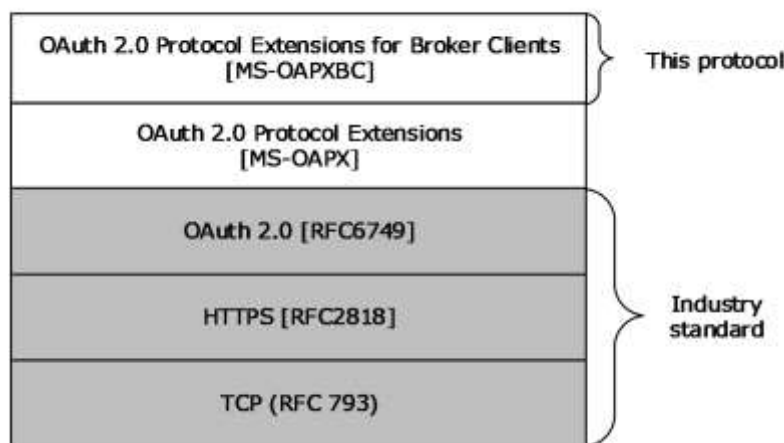 OAuth 2.0 Protocol Extensions for Broker Clients
[MS-OAPXBC]
This protocol
OAuth 2.0 Protocol Extensions
[MS-OAPX]
OAuth 2.0 [RFC6749]
HTTPS [RFC2818]
Industry
standard
TCP (RFC 793)